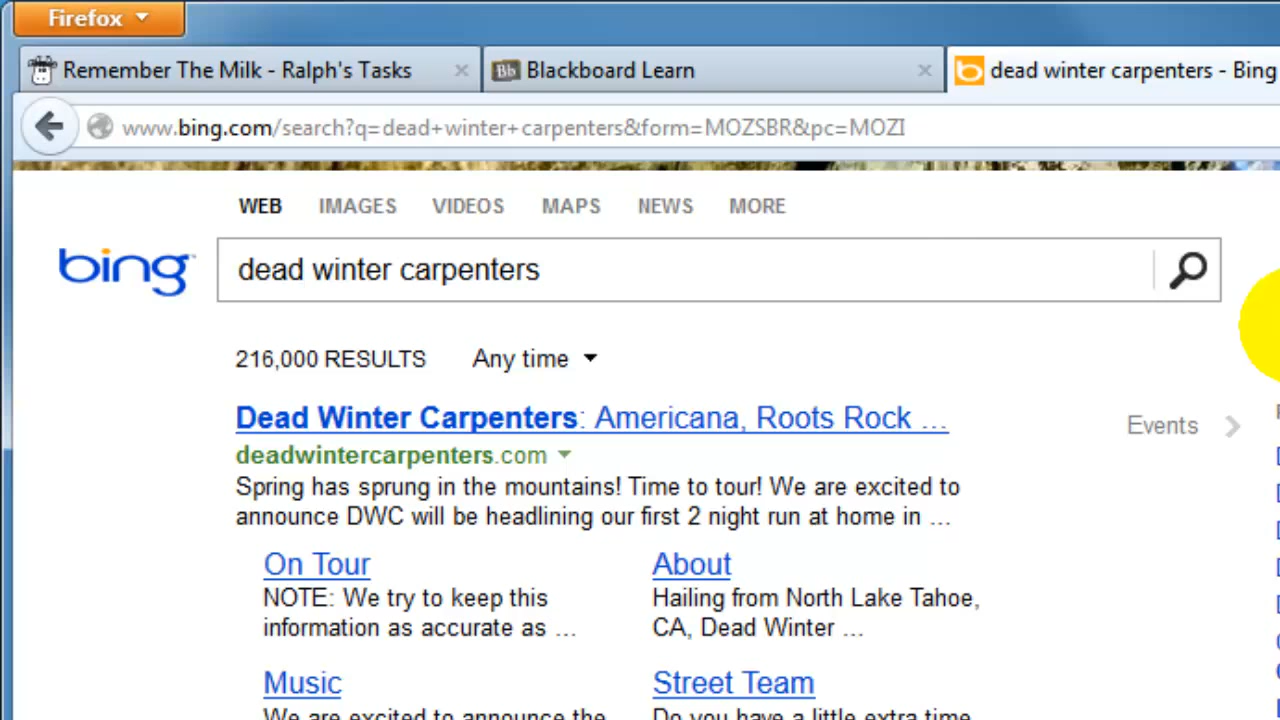 Firefox
Remember The Milk - Ralph's Tasks
Blackboard Learn
dead winter carpenters - Bing
www.bing.com/search?q=dead+winter+carpenters&form=MOZSBR&pc=MOZI
WEB IMAGES VIDEOS MAPS NEWS MORE
bing
dead winter carpenters
216,000 RESULTS Any time
Dead Winter Carpenters: Americana, Roots Rock ...
Events
deadwintercarpenters.com
Spring has sprung in the mountains! Time to tour! We are excited to
announce DWC will be headlining our first 2 night run at home in ...
On Tour
NOTE: We try to keep this
information as accurate as ...
About
Hailing from North Lake Tahoe,
CA, Dead Winter ...
Music
We are excited to announce the
Street Team
Do you have a little extra time